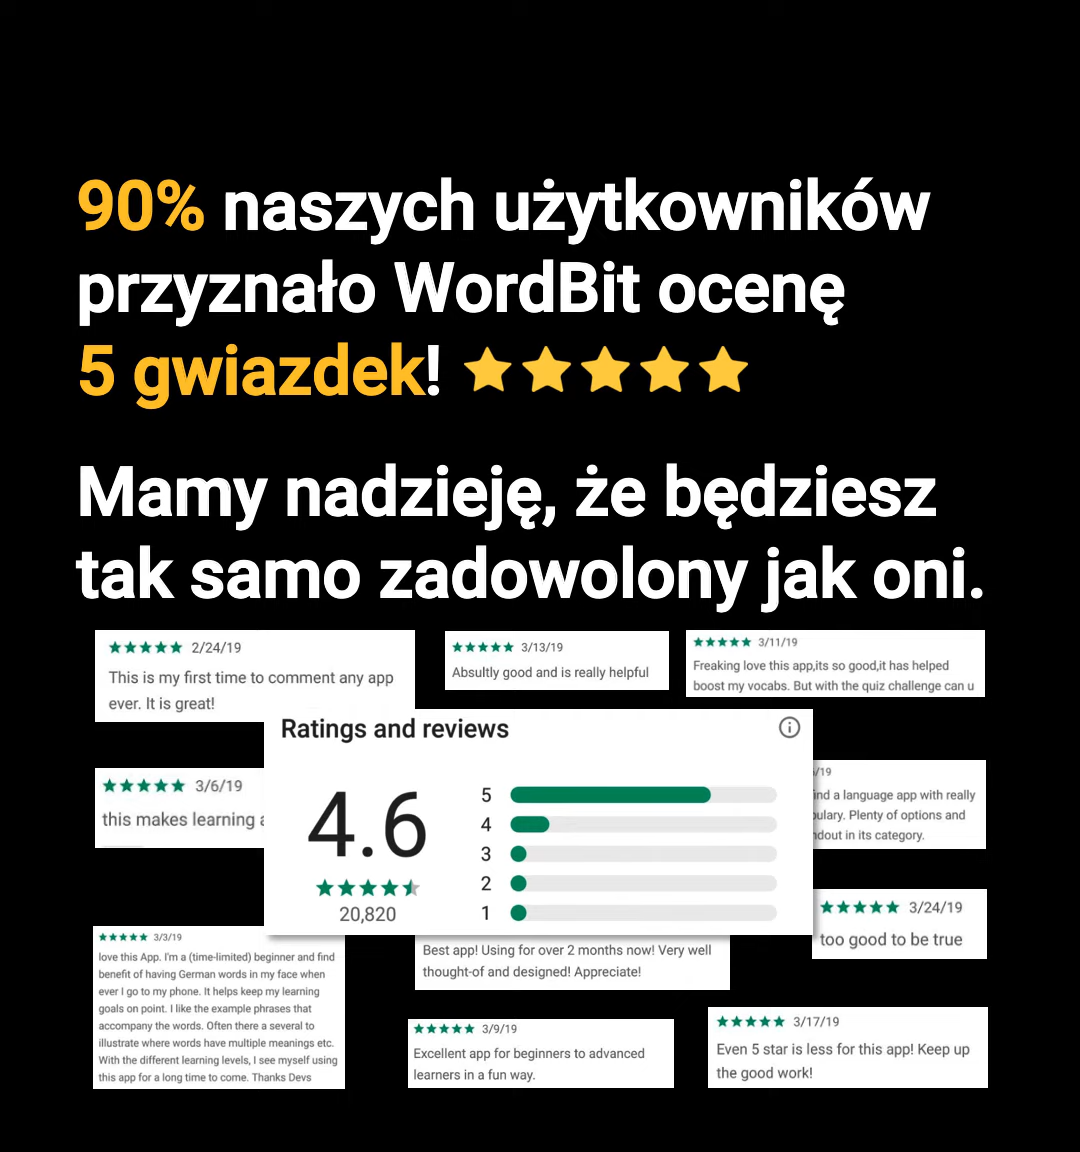 90% naszych użytkowników
przyznało WordBit ocenę
5 gwiazdek!
Mamy nadzieję, że będziesz
tak samo zadowolony jak oni.
2/24/19
This is my first time to comment any app
ever. It is great!
3/13/19
Absultly good and is really helpful
3/11/19
Freaking love this app,its so good,it has helped
boost my vocabs. But with the quiz challenge can u
Ratings and reviews
4.6
20,820
5
4
3
2
1
3/6/19
this makes learning
/19
ind a language app with really
bulary. Plenty of options and
ndout in its category.
3/24/19
too good to be true
3/3/19
love this App. I'm a (time-limited) beginner and find
benefit of having German words in my face when
ever I go to my phone. It helps keep my learning
goals on point. I like the example phrases that
accompany the words. Often there a several to
illustrate where words have multiple meanings etc.
With the different learning levels, I see myself using
this app for a long time to come. Thanks Devs
Best app! Using for over 2 months now! Very well
thought-of and designed! Appreciate!
3/9/19
Excellent app for beginners to advanced
learners in a fun way.
3/17/19
Even 5 star is less for this app! Keep up
the good work!